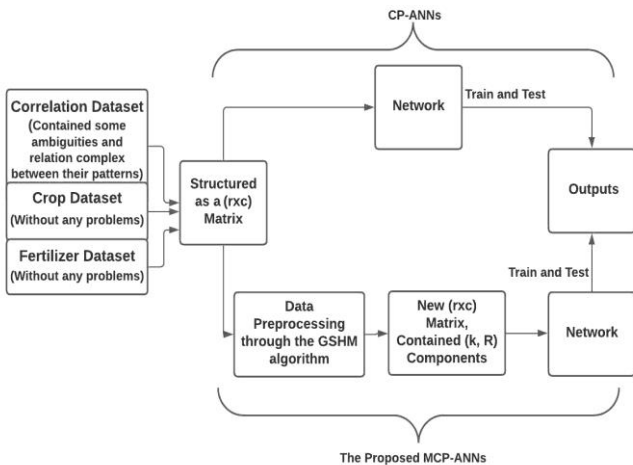 CP-ANNs
Correlation Dataset
(Contained some
ambiguities and
relation complex
between their patterns)
Crop Dataset
(Without any problems)
Fertilizer Dataset
(Without any problems)
Structured
as a (rxc)
Matrix
Network
Train and Test
Outputs
Train and Test
Data
Preprocessing
through the GSHM
algorithm
New (rxc)
Matrix,
Contained (k, R)
Components
Network
The Proposed MCP-ANNs